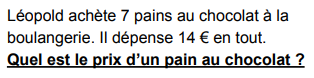 Léopold achète 7 pains au chocolat à la
boulangerie. Il dépense 14 € en tout.
Quel est le prix d'un pain au chocolat ?